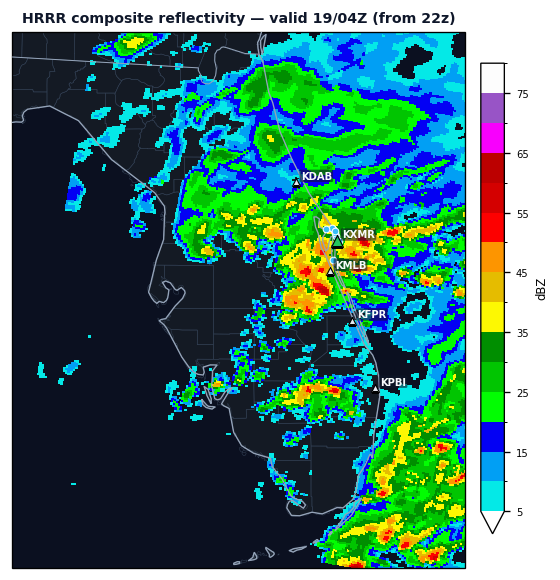 HRRR composite reflectivity — valid 19/04Z (from 22z)
KDAB
KXMR
KMLB
KFPR
KPBI
75
65
55
45
35
25
15
5
dBZ